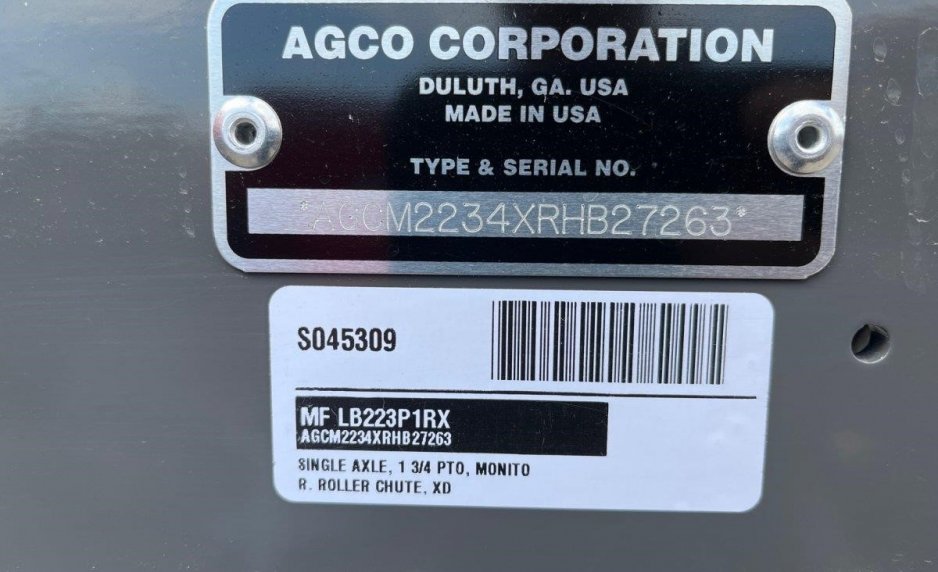 AGCO CORPORATION
DULUTH, GA. USA
MADE IN USA
TYPE & SERIAL NO.
*AGCM2234XRHB27263*
S045309
MF LB223P1RX
AGCM2234XRHB27263
SINGLE AXLE, 1 3/4 PTO, MONITO
R. ROLLER CHUTE, XD